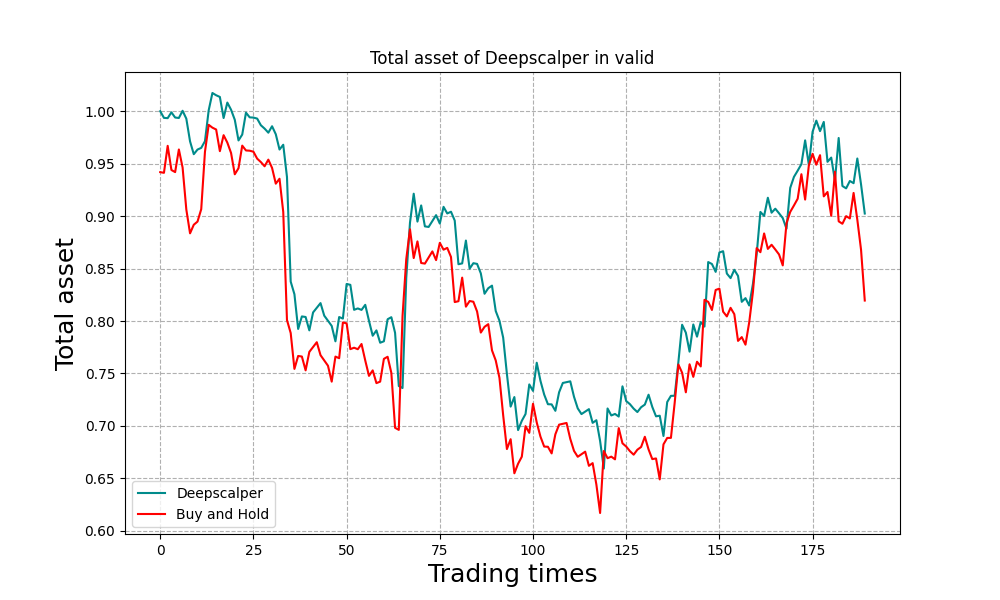 Total asset of Deepscalper in valid
Total asset
1.00
0.95
0.90
0.85
0.80
0.75
0.70
0.65
0.60
Deepscalper
Buy and Hold
0 25 50 75 100 125 150 175
Trading times